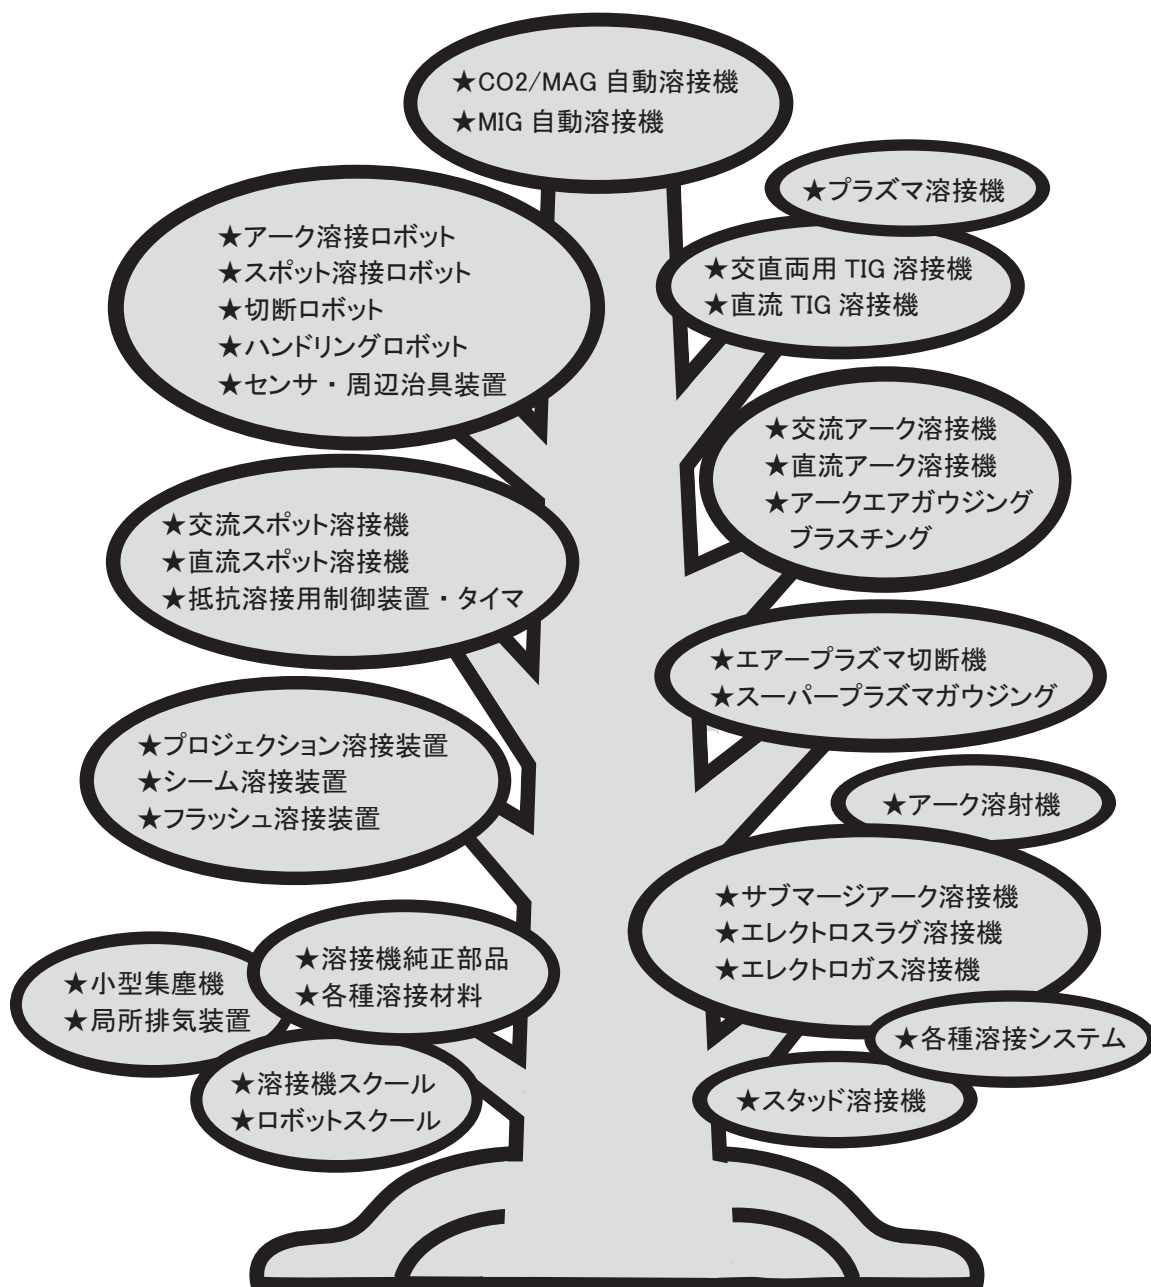 ★CO2/MAG 自動溶接機
★MIG 自動溶接機
★プラズマ溶接機
★交直両用 TIG 溶接機
★直流 TIG 溶接機
★アーク溶接ロボット
★スポット溶接ロボット
★切断ロボット
★ハンドリングロボット
★センサ・周辺治具装置
★交流アーク溶接機
★直流アーク溶接機
★アークエアガウジング
ブラスチング
★交流スポット溶接機
★直流スポット溶接機
★抵抗溶接用制御装置・タイマ
★エアープラズマ切断機
★スーパープラズマガウジング
★プロジェクション溶接装置
★シーム溶接装置
★フラッシュ溶接装置
★アーク溶射機
★サブマージアーク溶接機
★エレクトロスラグ溶接機
★エレクトロガス溶接機
★溶接機純正部品
★各種溶接材料
★小型集塵機
★局所排気装置
★各種溶接システム
★溶接機スクール
★ロボットスクール
★スタッド溶接機